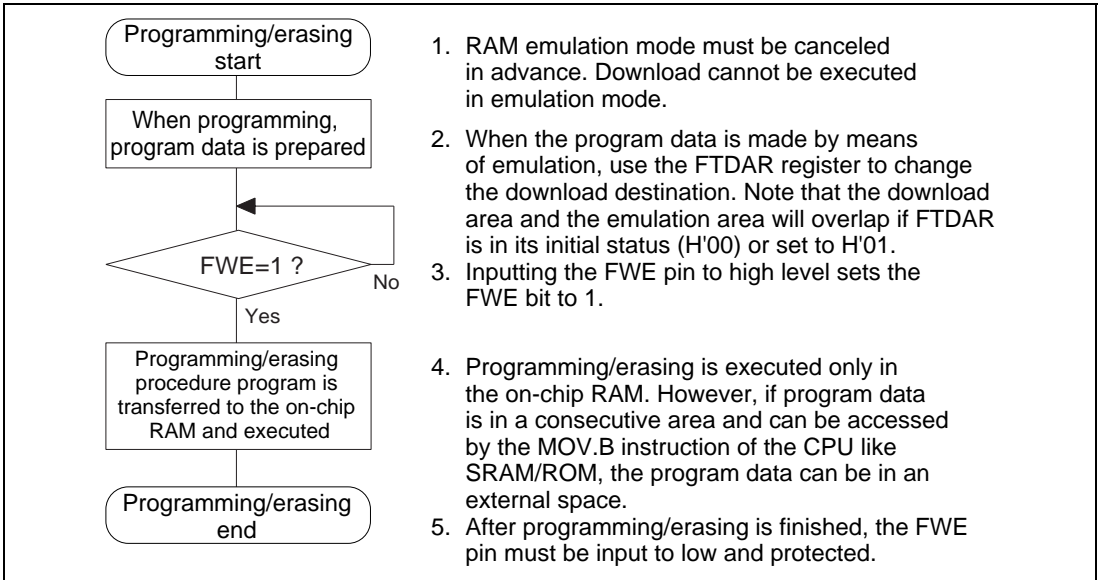 Programming/erasing
start
When programming,
program data is prepared
FWE=1 ?
No
Yes
Programming/erasing
procedure program is
transferred to the on-chip
RAM and executed
Programming/erasing
end
1. RAM emulation mode must be canceled
in advance. Download cannot be executed
in emulation mode.
2. When the program data is made by means
of emulation, use the FTDAR register to change
the download destination. Note that the download
area and the emulation area will overlap if FTDAR
is in its initial status (H'00) or set to H'01.
3. Inputting the FWE pin to high level sets the
FWE bit to 1.
4. Programming/erasing is executed only in
the on-chip RAM. However, if program data
is in a consecutive area and can be accessed
by the MOV.B instruction of the CPU like
SRAM/ROM, the program data can be in an
external space.
5. After programming/erasing is finished, the FWE
pin must be input to low and protected.